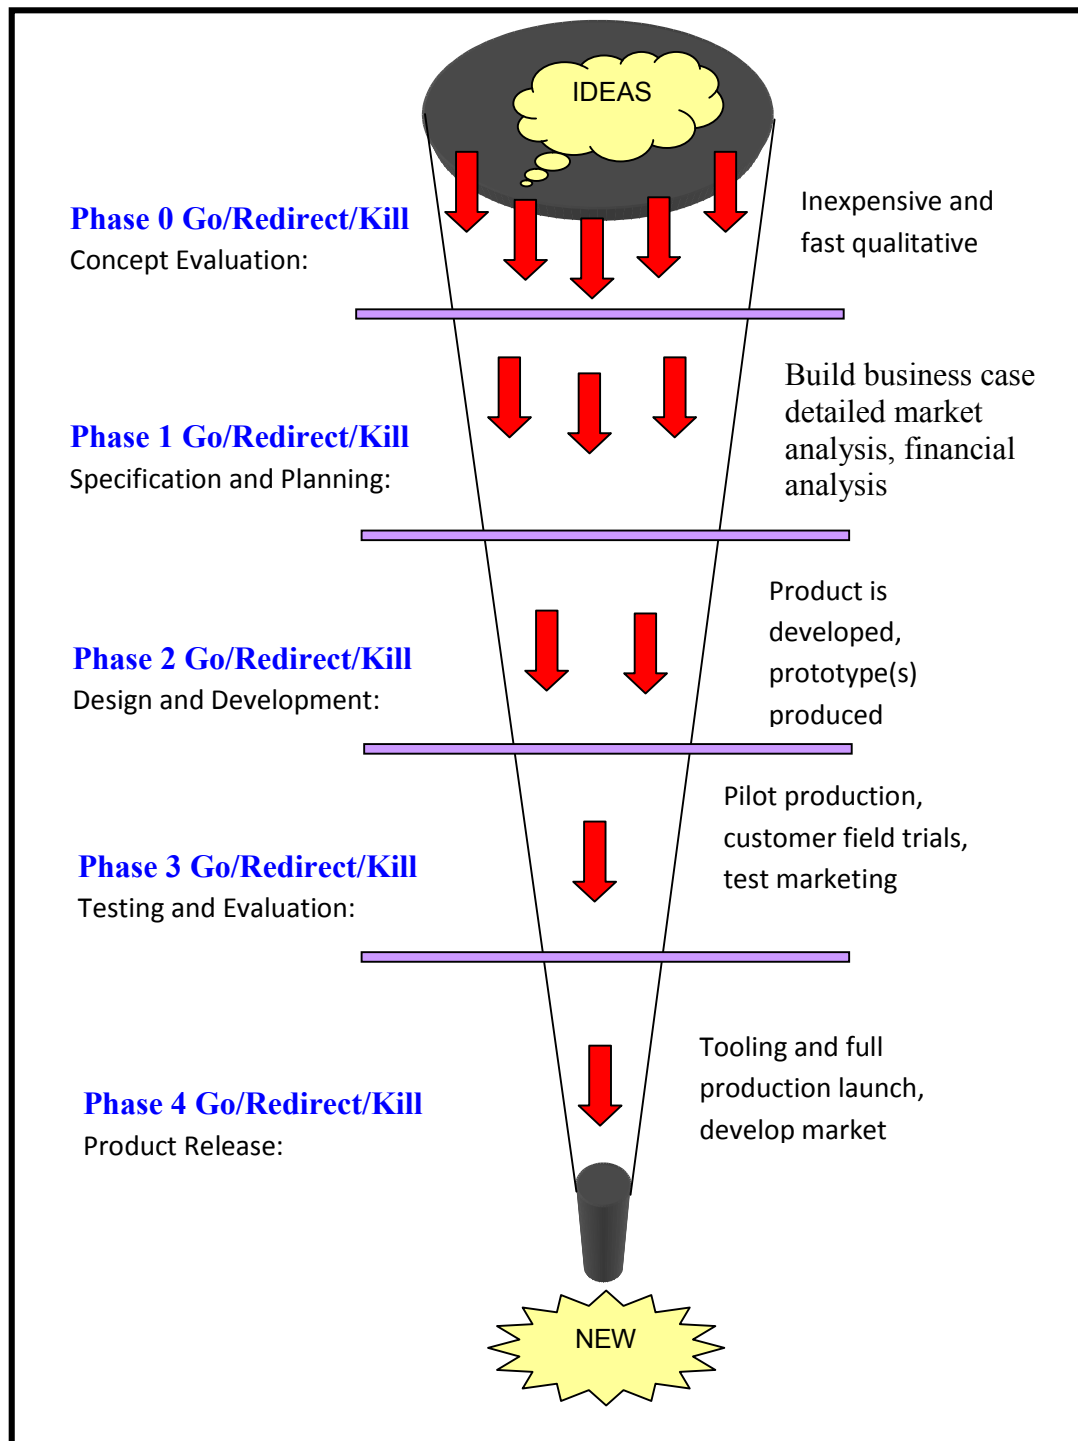 IDEAS
Phase 0 Go/Redirect/Kill
Concept Evaluation:
Inexpensive and
fast qualitative
Phase 1 Go/Redirect/Kill
Specification and Planning:
Build business case
detailed market
analysis, financial
analysis
Phase 2 Go/Redirect/Kill
Design and Development:
Product is
developed,
prototype(s)
produced
Phase 3 Go/Redirect/Kill
Testing and Evaluation:
Pilot production,
customer field trials,
test marketing
Phase 4 Go/Redirect/Kill
Product Release:
Tooling and full
production launch,
develop market
NEW